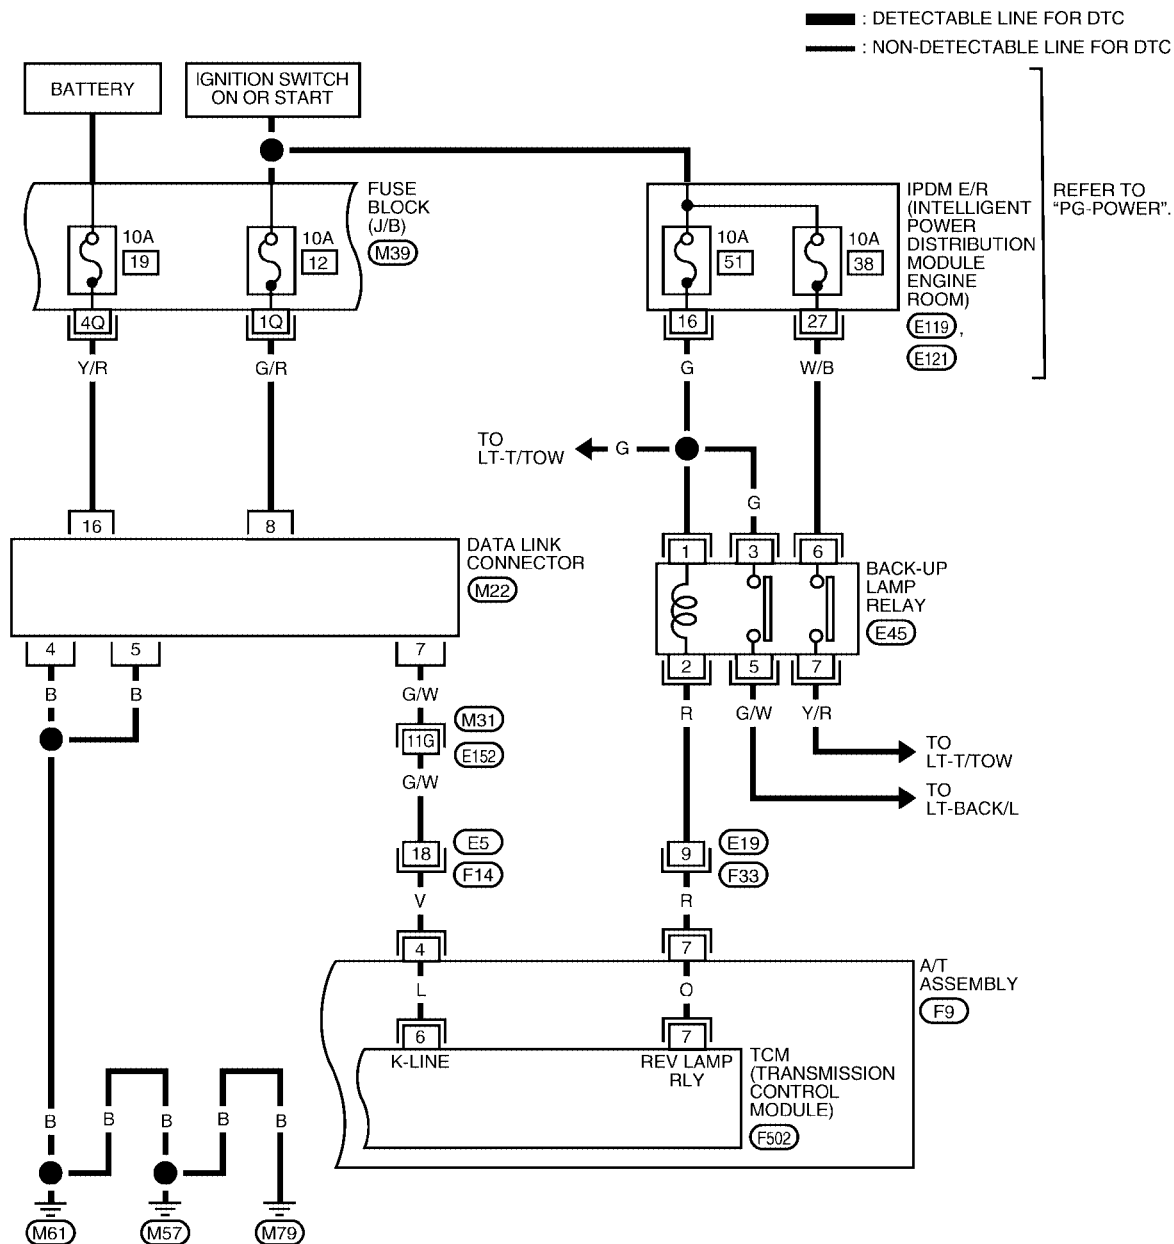 : DETECTABLE LINE FOR DTC
: NON-DETECTABLE LINE FOR DTC
BATTERY
IGNITION SWITCH
ON OR START
FUSE
BLOCK
(J/B)
M39
10A
19
10A
12
10A
51
10A
38
IPDM E/R
(INTELLIGENT
POWER
DISTRIBUTION
MODULE
ENGINE
ROOM)
E119 ,
E121
REFER TO
“PG-POWER”.
4Q
1Q
16
27
Y/R
G/R
G
W/B
TO
LT-T/TOW
G
G
16
8
DATA LINK
CONNECTOR
M22
1
3
6
BACK-UP
LAMP
RELAY
E45
4
5
7
2
5
7
B
B
G/W
R
G/W
Y/R
M31
11G
E152
G/W
TO
LT-T/TOW
TO
LT-BACK/L
18
E5
F14
9
E19
F33
V
R
4
7
A/T
ASSEMBLY
F9
L
O
6
7
K-LINE
REV LAMP
RLY
TCM
(TRANSMISSION
CONTROL
MODULE)
F502
B
B
B
B
B
M61
M57
M79